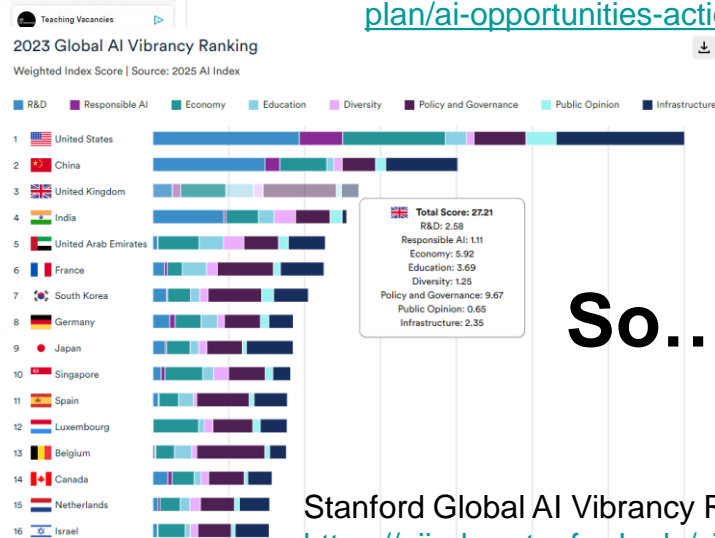 Teaching Vacancies
plan/ai-opportunities-actio
2023 Global AI Vibrancy Ranking
Weighted Index Score | Source: 2025 AI Index
R&D Responsible AI Economy Education Diversity Policy and Governance Public Opinion Infrastructure
1 United States
2 China
3 United Kingdom
4 India
5 United Arab Emirates
6 France
7 South Korea
8 Germany
9 Japan
10 Singapore
11 Spain
12 Luxembourg
13 Belgium
14 Canada
15 Netherlands
16 Israel
Total Score: 27.21
R&D: 2.58
Responsible AI: 1.11
Economy: 5.92
Education: 3.69
Diversity: 1.25
Policy and Governance: 9.67
Public Opinion: 0.65
Infrastructure: 2.35
So..
Stanford Global AI Vibrancy R